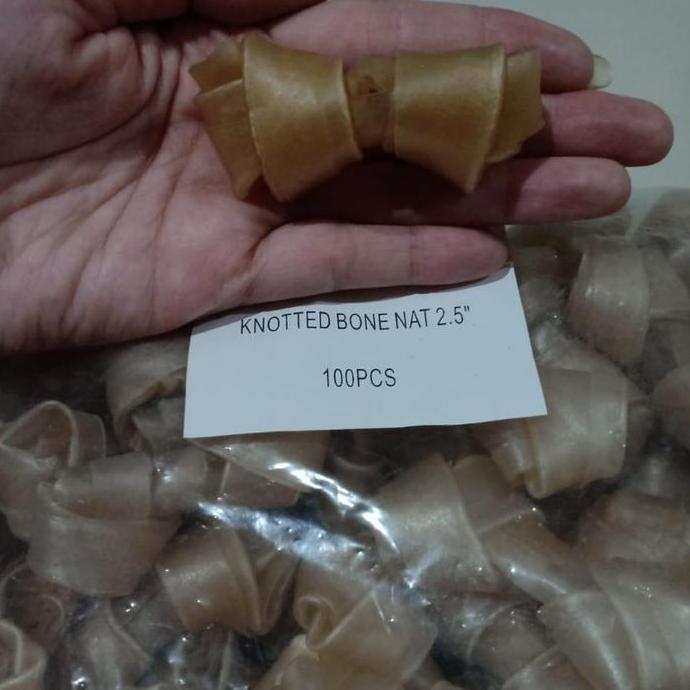 KNOTTED BONE NAT 2.5"
100PCS